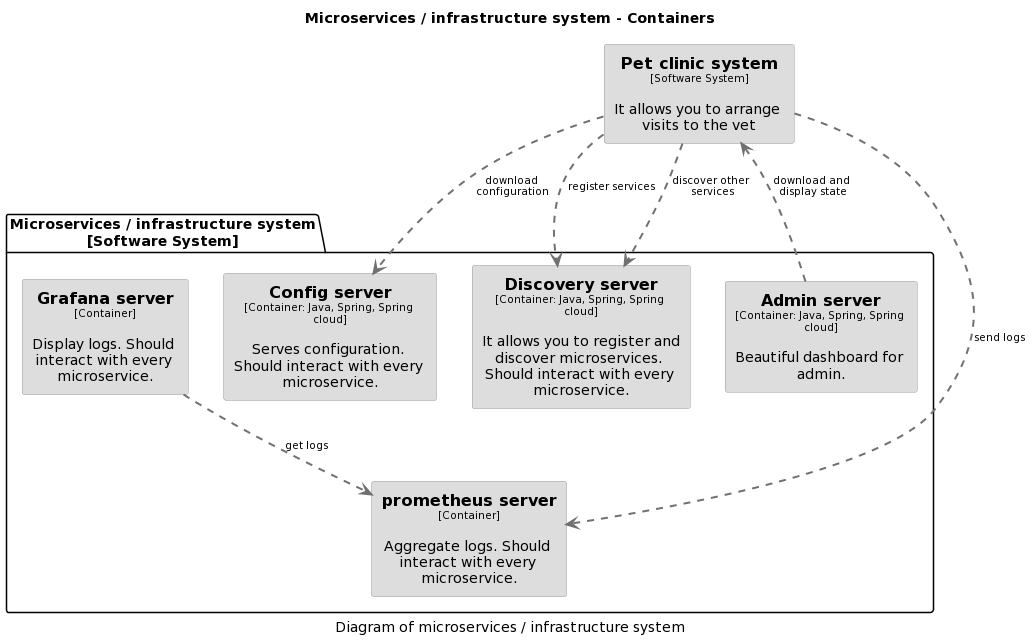 Microservices / infrastructure system - Containers
Pet clinic system
[Software System]
It allows you to arrange
visits to the vet
download
configuration
register services
discover other
services
download and
display state
send logs
Microservices / infrastructure system
[Software System]
Grafana server
[Container]
Display logs. Should
interact with every
microservice.
Config server
[Container: Java, Spring, Spring
cloud]
Serves configuration.
Should interact with every
microservice.
Discovery server
[Container: Java, Spring, Spring
cloud]
It allows you to register and
discover microservices.
Should interact with every
microservice.
Admin server
[Container: Java, Spring, Spring
cloud]
Beautiful dashboard for
admin.
get logs
prometheus server
[Container]
Aggregate logs. Should
interact with every
microservice.
Diagram of microservices / infrastructure system